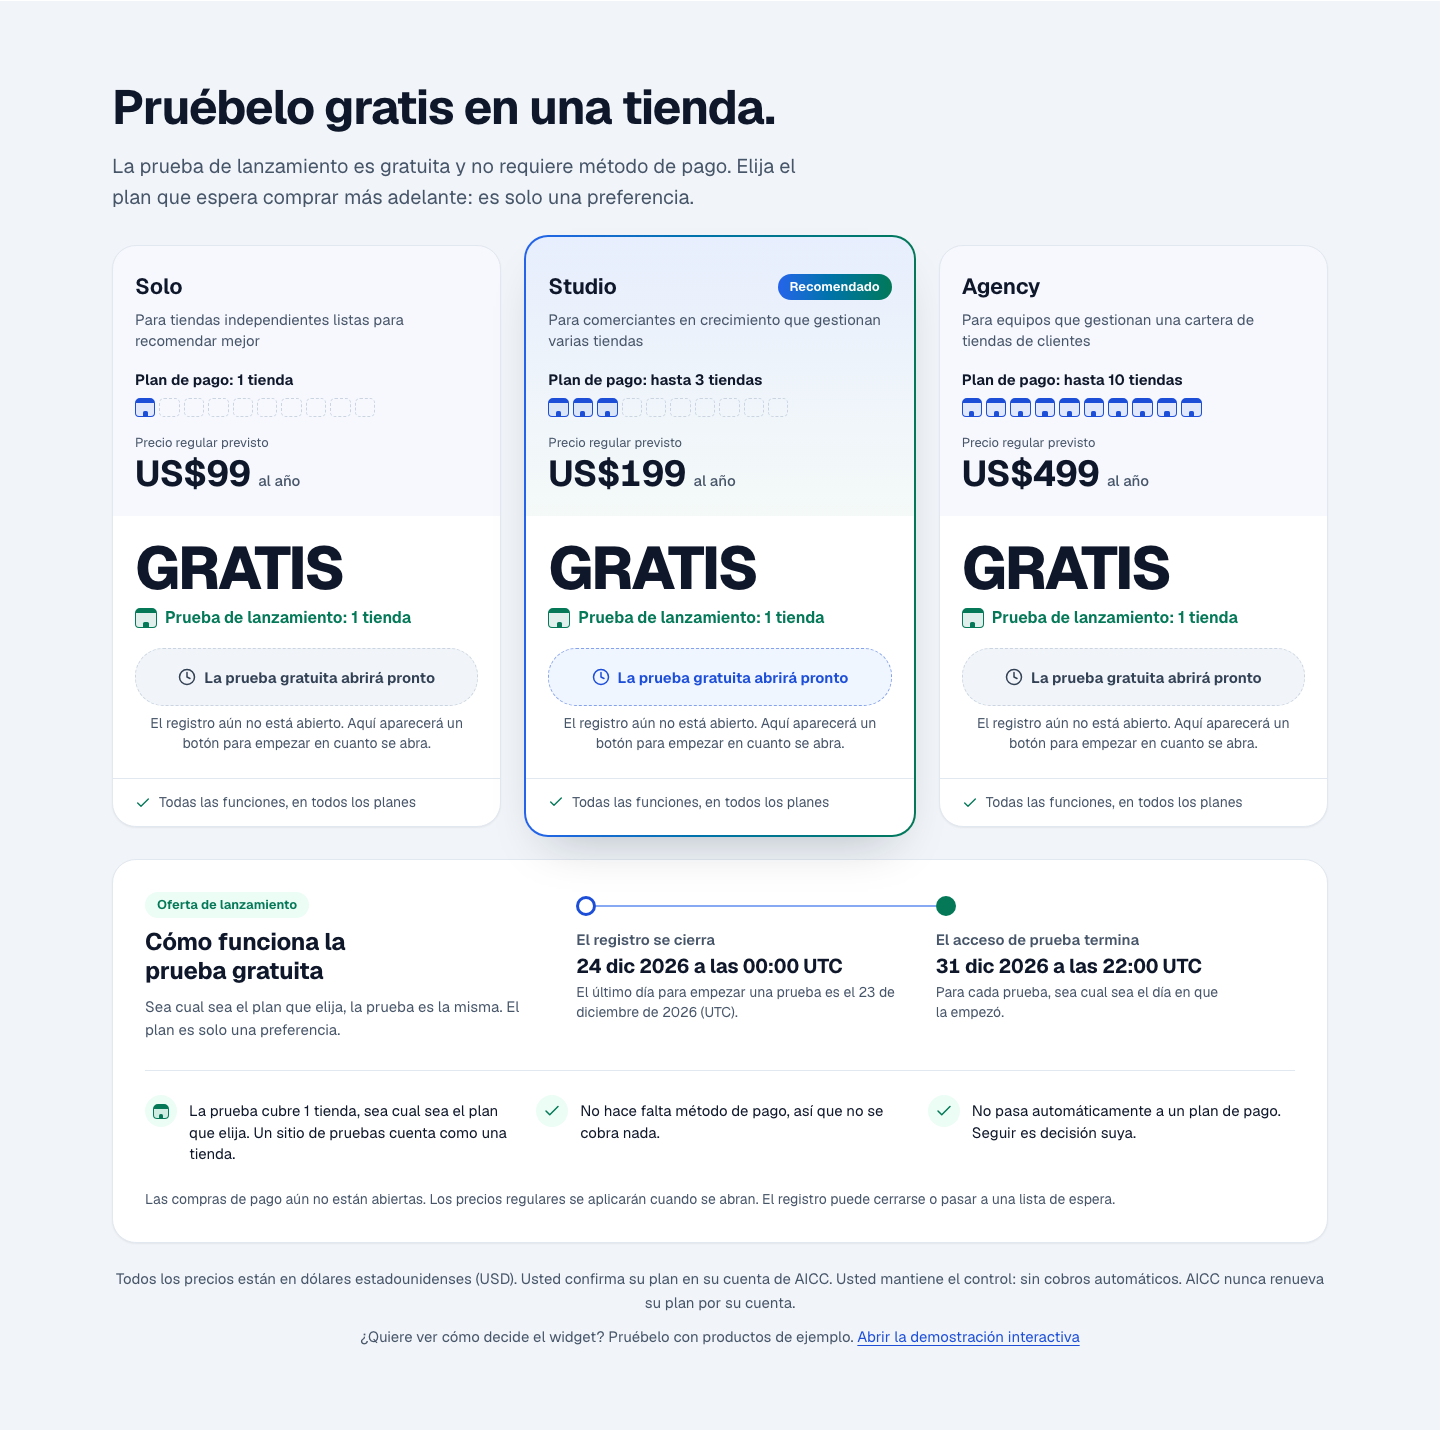 Pruébelo gratis en una tienda.
La prueba de lanzamiento es gratuita y no requiere método de pago. Elija el
plan que espera comprar más adelante: es solo una preferencia.
Solo
Para tiendas independientes listas para
recomendar mejor
Plan de pago: 1 tienda
Precio regular previsto
US$99 al año
GRATIS
Prueba de lanzamiento: 1 tienda
La prueba gratuita abrirá pronto
El registro aún no está abierto. Aquí aparecerá un
botón para empezar en cuanto se abra.
Todas las funciones, en todos los planes
Studio
Recomendado
Para comerciantes en crecimiento que gestionan
varias tiendas
Plan de pago: hasta 3 tiendas
Precio regular previsto
US$199 al año
GRATIS
Prueba de lanzamiento: 1 tienda
La prueba gratuita abrirá pronto
El registro aún no está abierto. Aquí aparecerá un
botón para empezar en cuanto se abra.
Todas las funciones, en todos los planes
Agency
Para equipos que gestionan una cartera de
tiendas de clientes
Plan de pago: hasta 10 tiendas
Precio regular previsto
US$499 al año
GRATIS
Prueba de lanzamiento: 1 tienda
La prueba gratuita abrirá pronto
El registro aún no está abierto. Aquí aparecerá un
botón para empezar en cuanto se abra.
Todas las funciones, en todos los planes
Oferta de lanzamiento
Cómo funciona la
prueba gratuita
Sea cual sea el plan que elija, la prueba es la misma. El
plan es solo una preferencia.
El registro se cierra
24 dic 2026 a las 00:00 UTC
El último día para empezar una prueba es el 23 de
diciembre de 2026 (UTC).
El acceso de prueba termina
31 dic 2026 a las 22:00 UTC
Para cada prueba, sea cual sea el día en que
la empezó.
La prueba cubre 1 tienda, sea cual sea el plan
que elija. Un sitio de pruebas cuenta como una
tienda.
No hace falta método de pago, así que no se
cobra nada.
No pasa automáticamente a un plan de pago.
Seguir es decisión suya.
Las compras de pago aún no están abiertas. Los precios regulares se aplicarán cuando se abran. El registro puede cerrarse o pasar a una lista de espera.
Todos los precios están en dólares estadounidenses (USD). Usted confirma su plan en su cuenta de AICC. Usted mantiene el control: sin cobros automáticos. AICC nunca renueva
su plan por su cuenta.
¿Quiere ver cómo decide el widget? Pruébelo con productos de ejemplo. Abrir la demostración interactiva